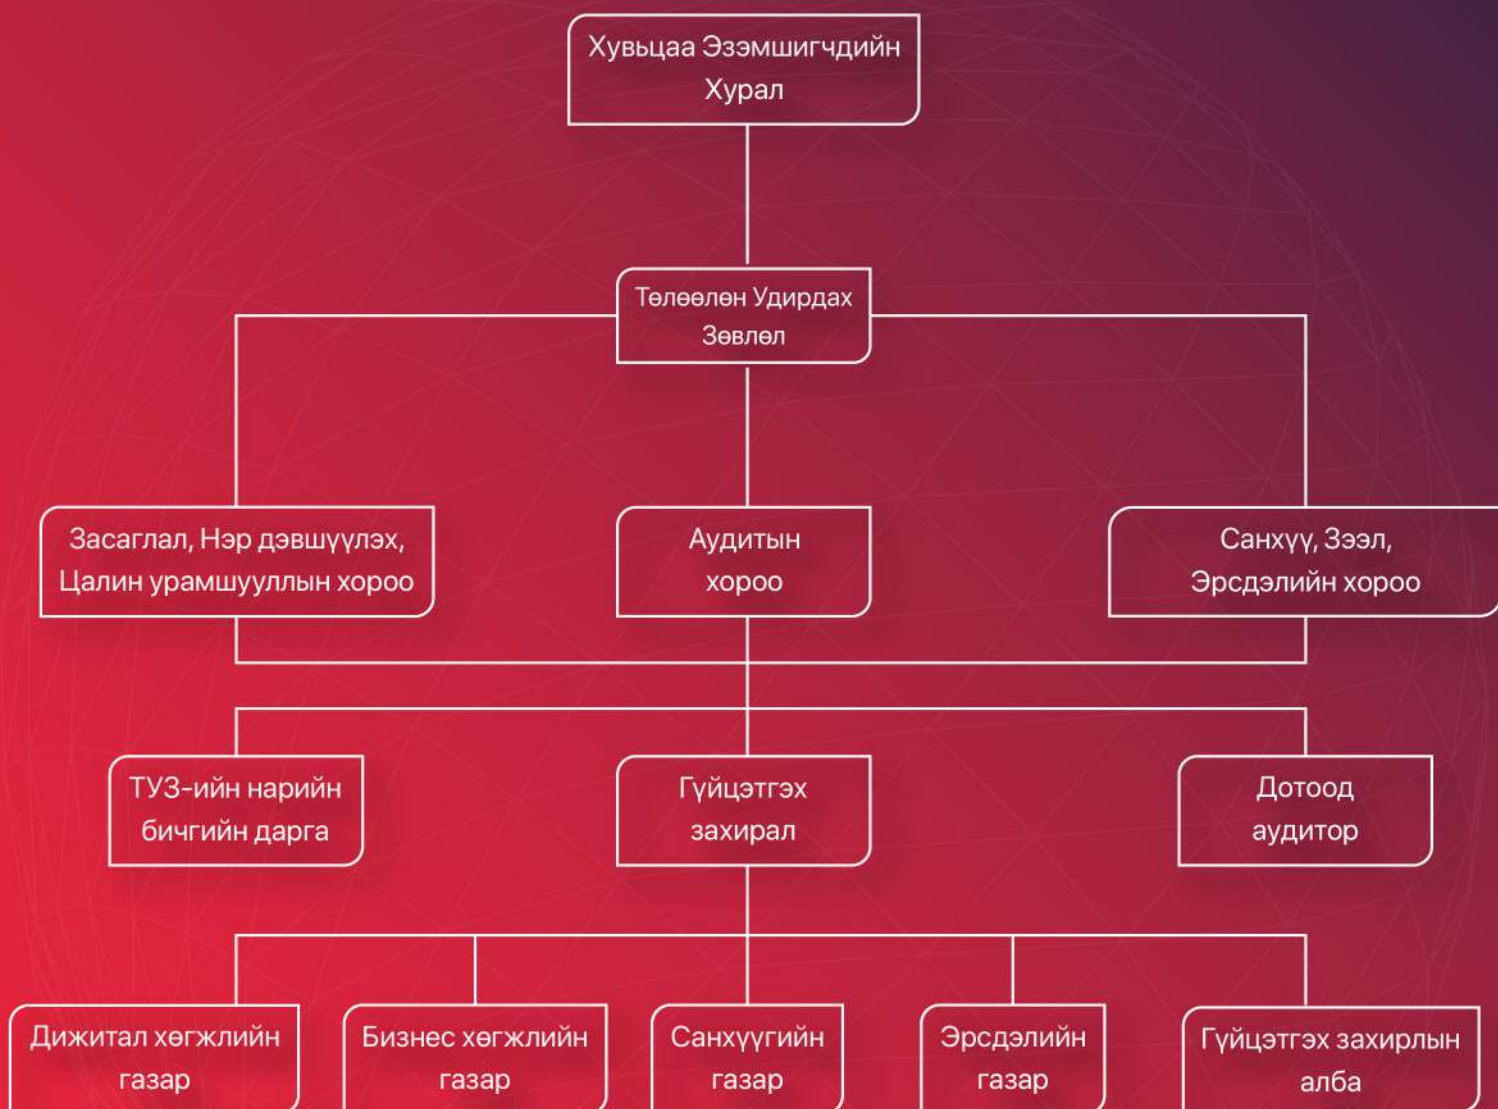 Хувьцаа Эзэмшигчдийн
Хурал
Төлөөлөн Удирдах
Зөвлөл
Засаглал, Нэр дэвшүүлэх,
Цалин урамшууллын хороо
Аудитын
хороо
Санхүү, Зээл,
Эрсдэлийн хороо
ТУЗ-ийн нарийн
бичгийн дарга
Гүйцэтгэх
захирал
Дотоод
аудитор
Дижитал хөгжлийн
газар
Бизнес хөгжлийн
газар
Санхүүгийн
газар
Эрсдэлийн
газар
Гүйцэтгэх захирлын
алба